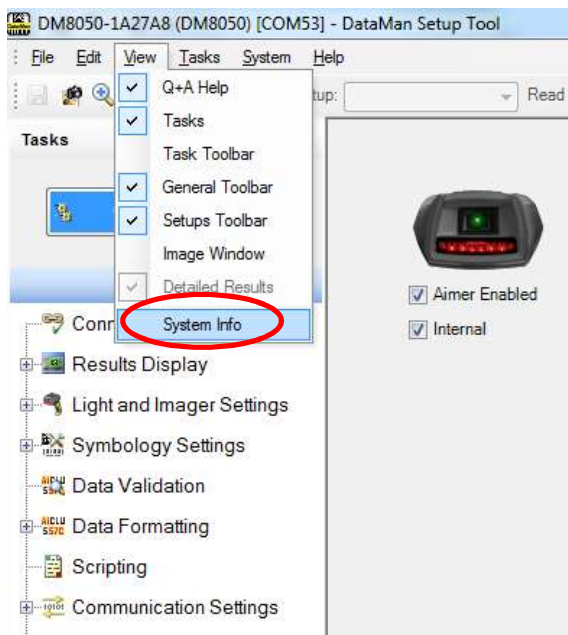 DM8050-1A27A8 (DM8050) [COM53] - DataMan Setup Tool
File Edit View Tasks System Help
Q+A Help
tup:
Read
Tasks
Tasks
Task Toolbar
General Toolbar
Setups Toolbar
Image Window
Detailed Results
System Info
Aimer Enabled
Internal
Conn
Results Display
Light and Imager Settings
Symbology Settings
Data Validation
Data Formatting
Scripting
Communication Settings